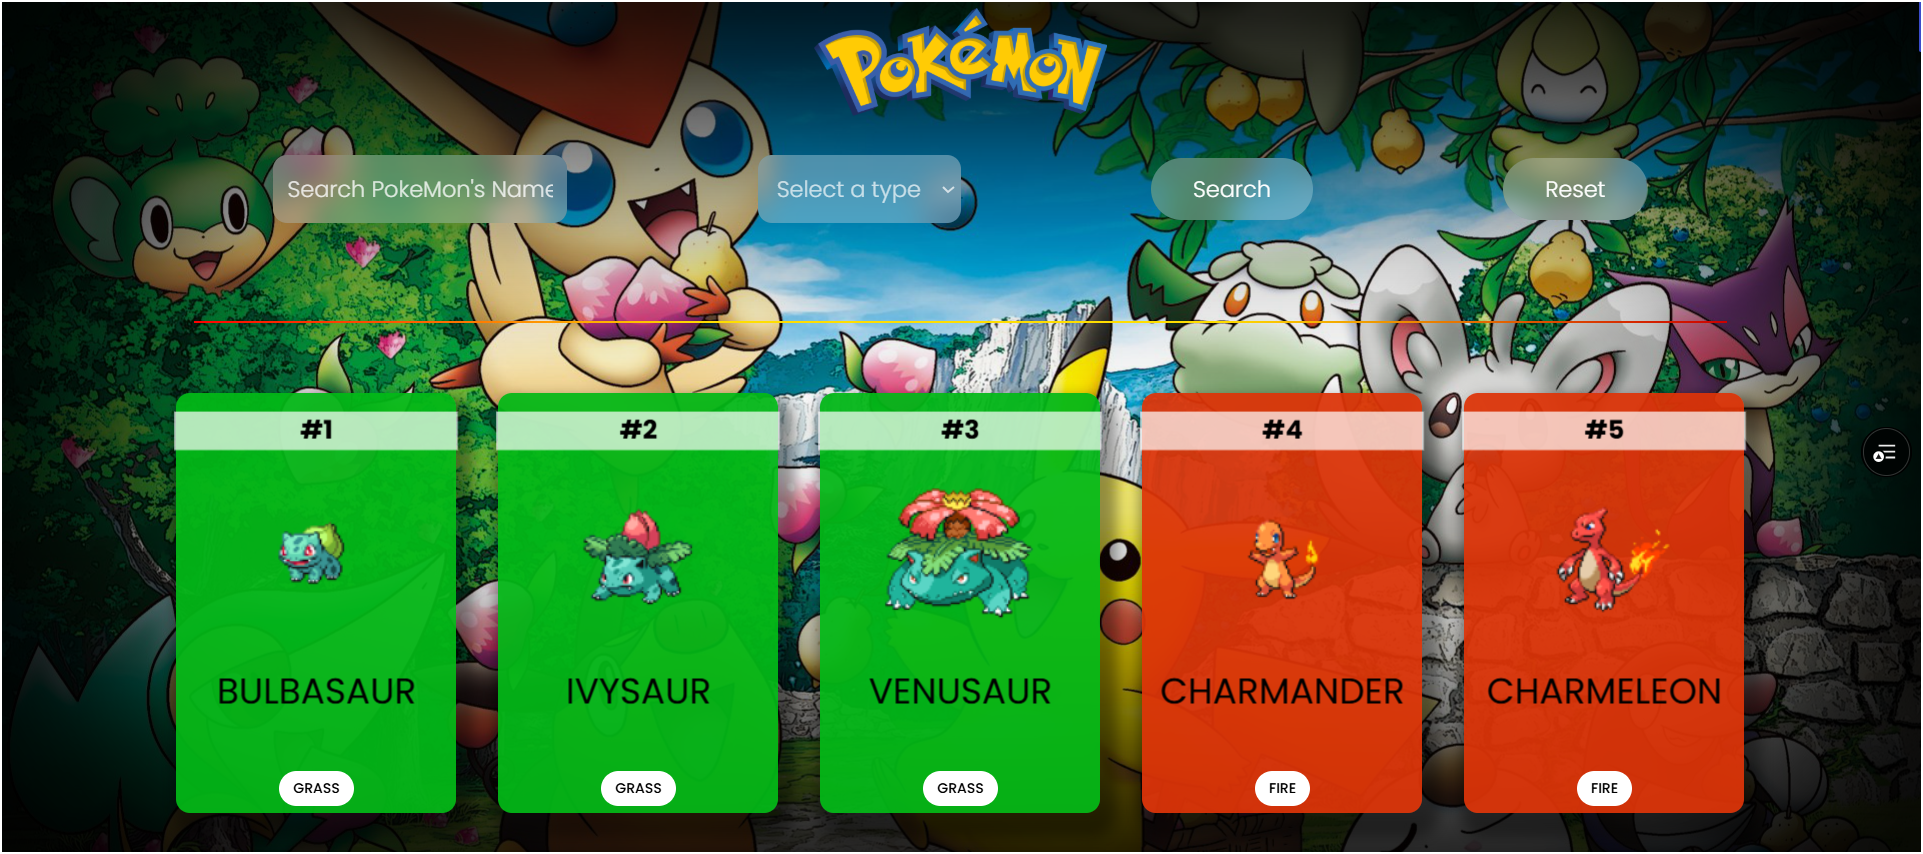 POKÉMON
Search PokeMon's Name
Select a type
Search
Reset
#1
#2
#3
#4
#5
BULBASAUR
IVYSAUR
VENUSAUR
CHARMANDER
CHARMELEON
GRASS
GRASS
GRASS
FIRE
FIRE